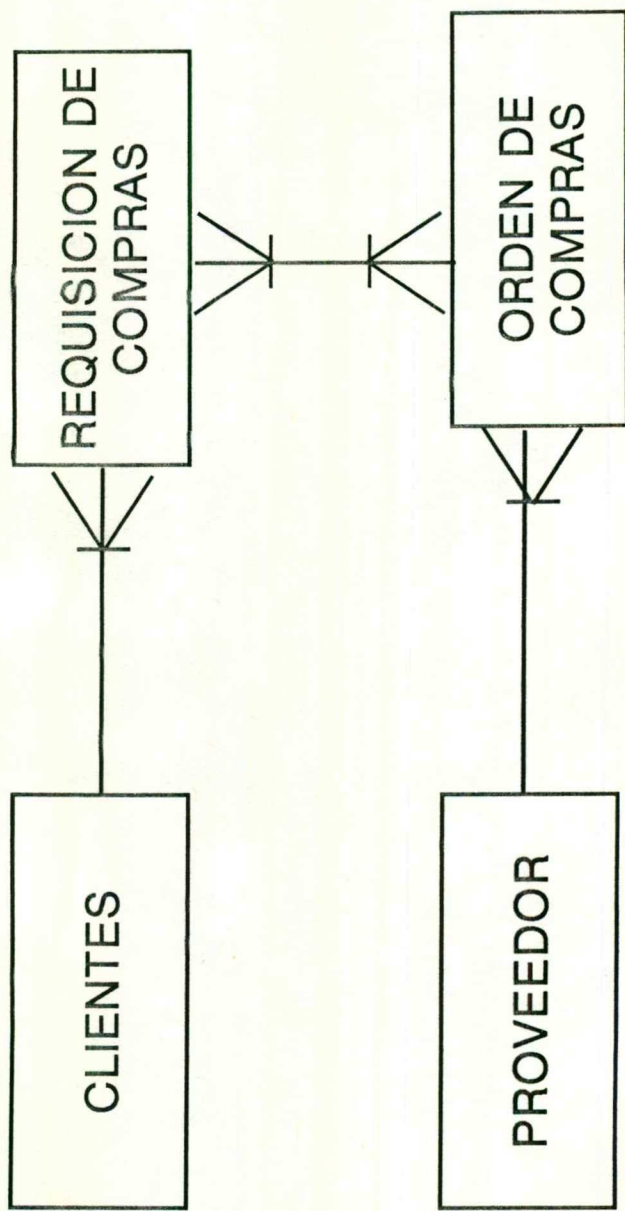 CLIENTES
REQUISICION DE
COMPRAS
PROVEEDOR
ORDEN DE
COMPRAS